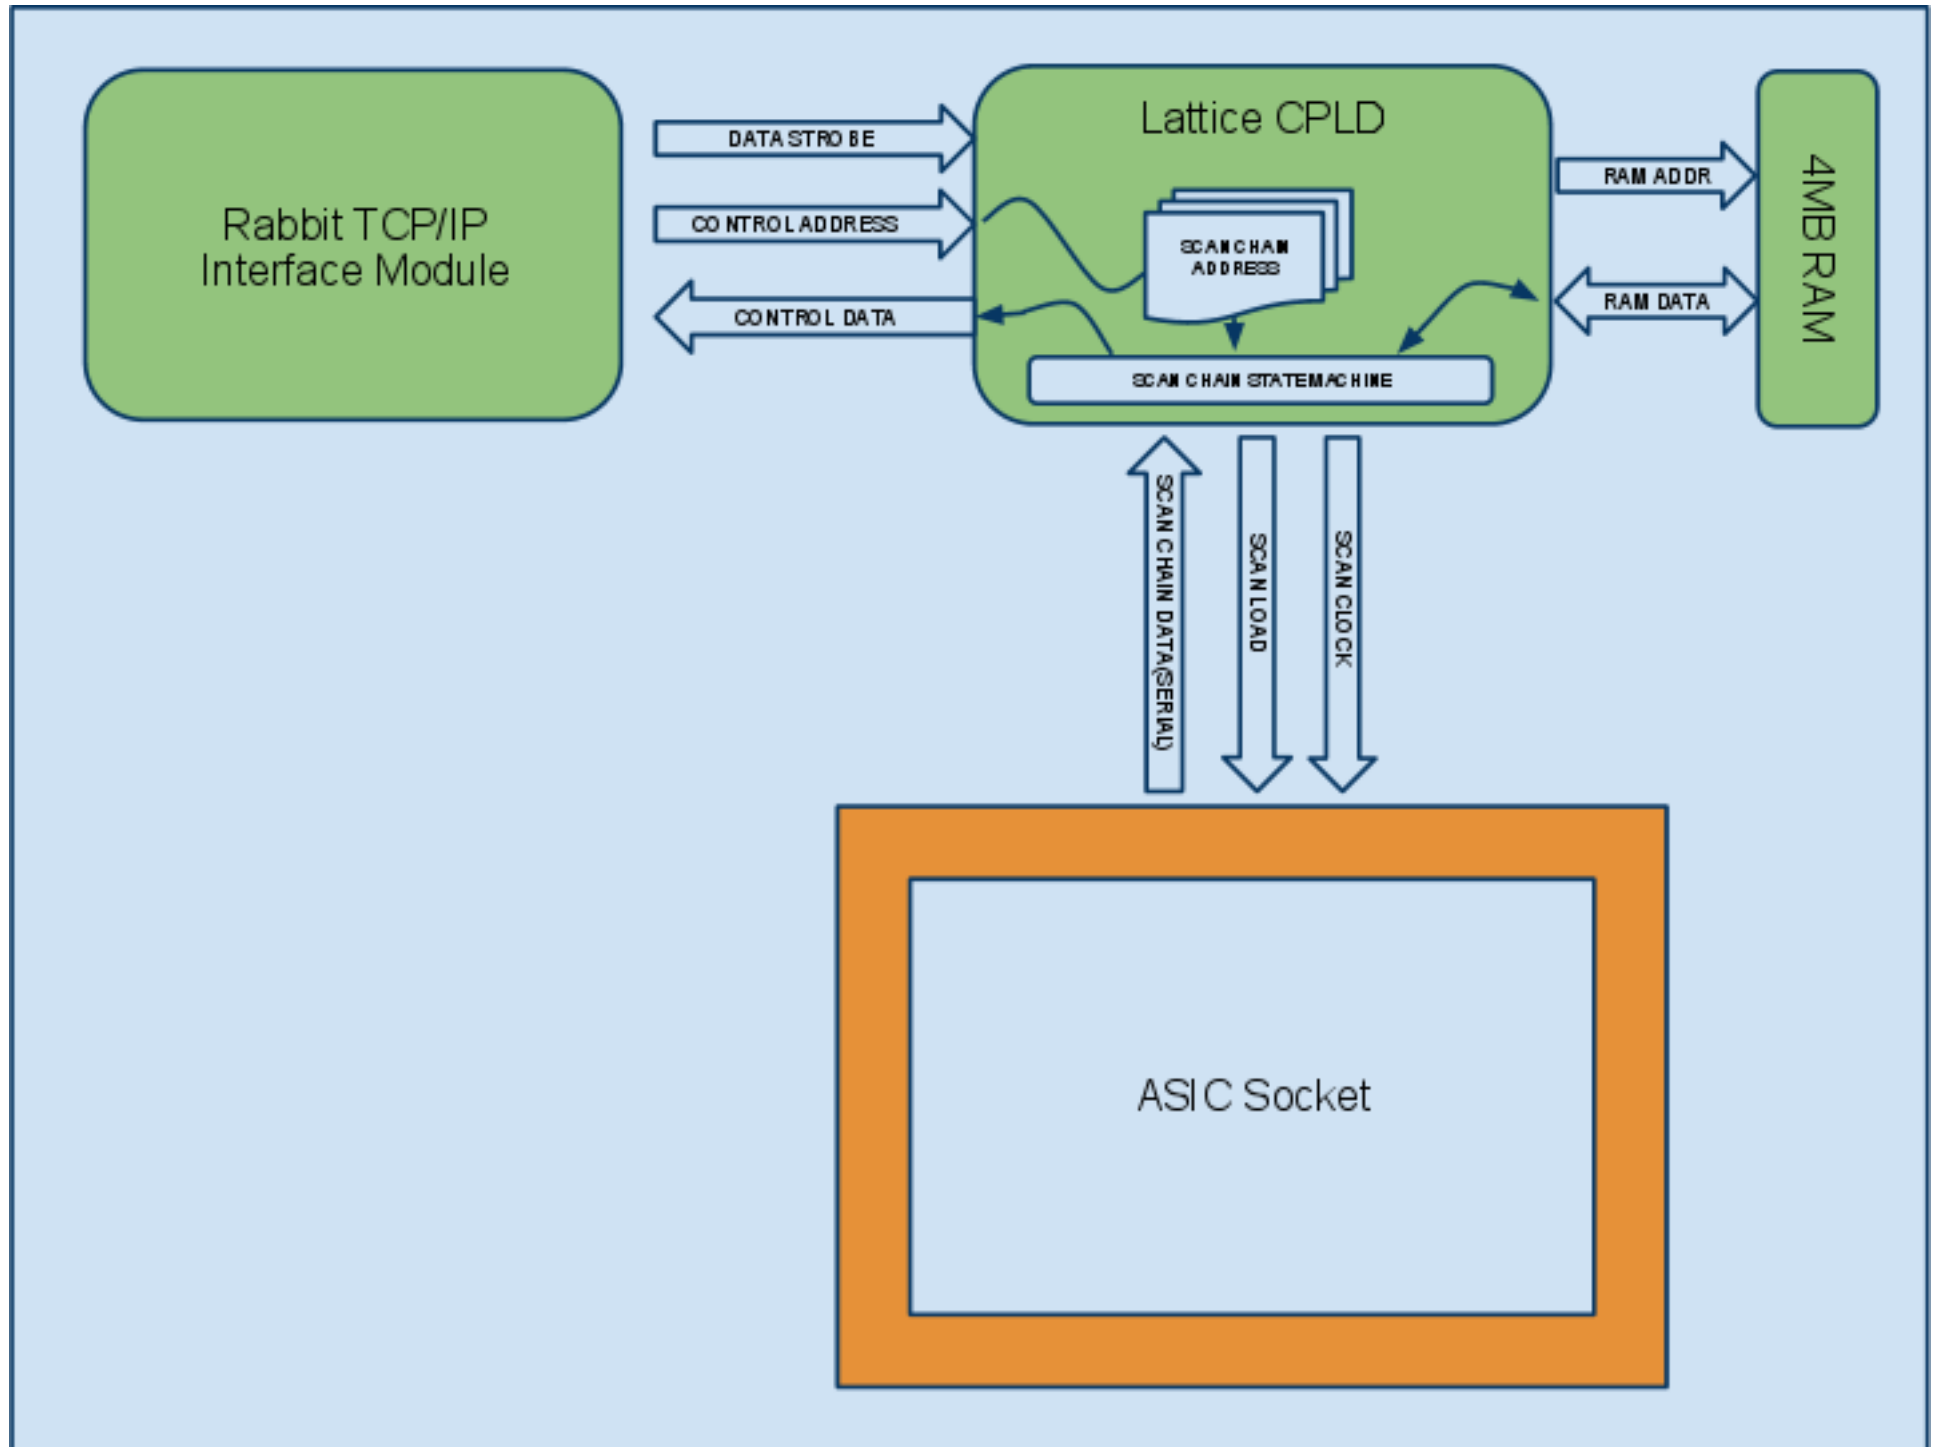 Rabbit TCP/IP
Interface Module
DATA STROBE
CONTROL ADDRESS
CONTROL DATA
Lattice CPLD
SCAN CHAIN
ADDRESS
SCAN CHAIN STATEMACHINE
RAM ADDR
RAM DATA
4MB RAM
SCAN CHAIN DATA(SERIAL)
SCAN LOAD
SCAN CLOCK
ASIC Socket